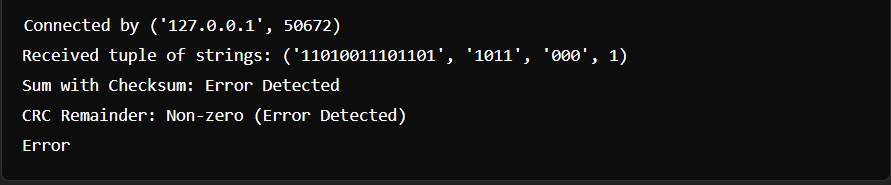 Connected by ('127.0.0.1', 50672)
Received tuple of strings: ('11010011101101', '1011', '000', 1)
Sum with Checksum: Error Detected
CRC Remainder: Non-zero (Error Detected)
Error